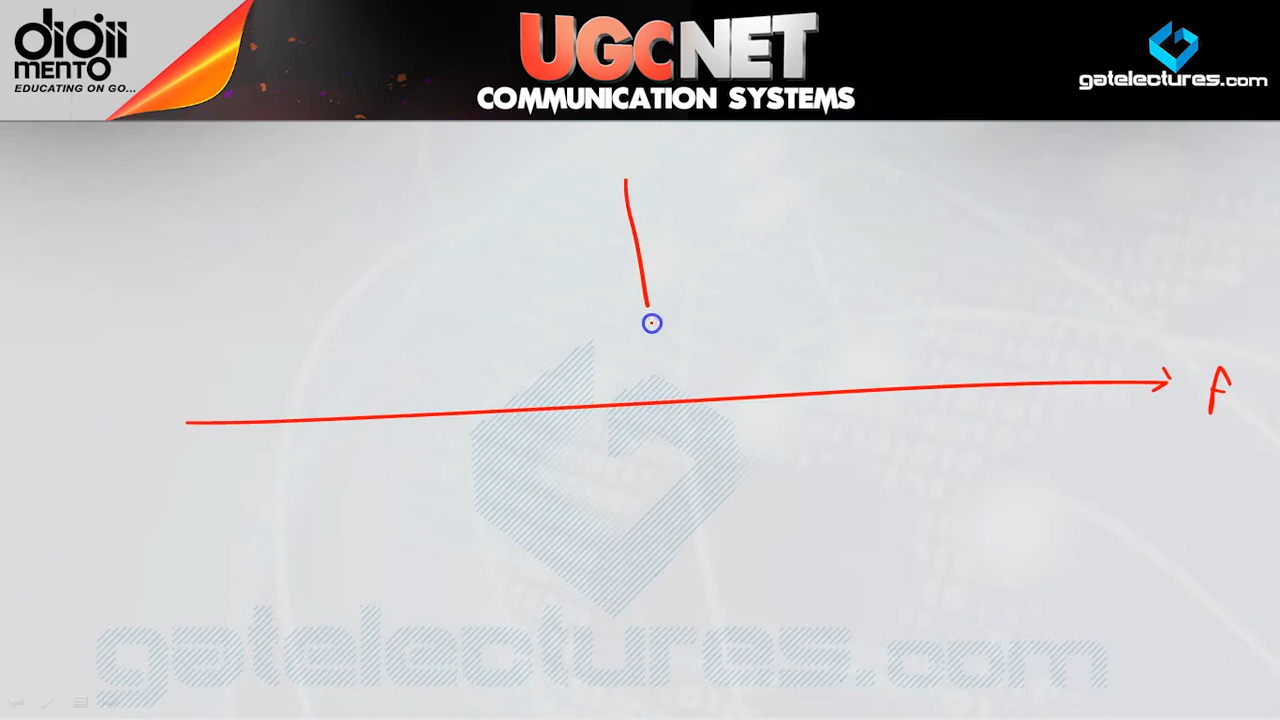 digii
MENTO
EDUCATING ON GO...
UGCNET
COMMUNICATION SYSTEMS
gatelectures.com
f
gatelectures.com